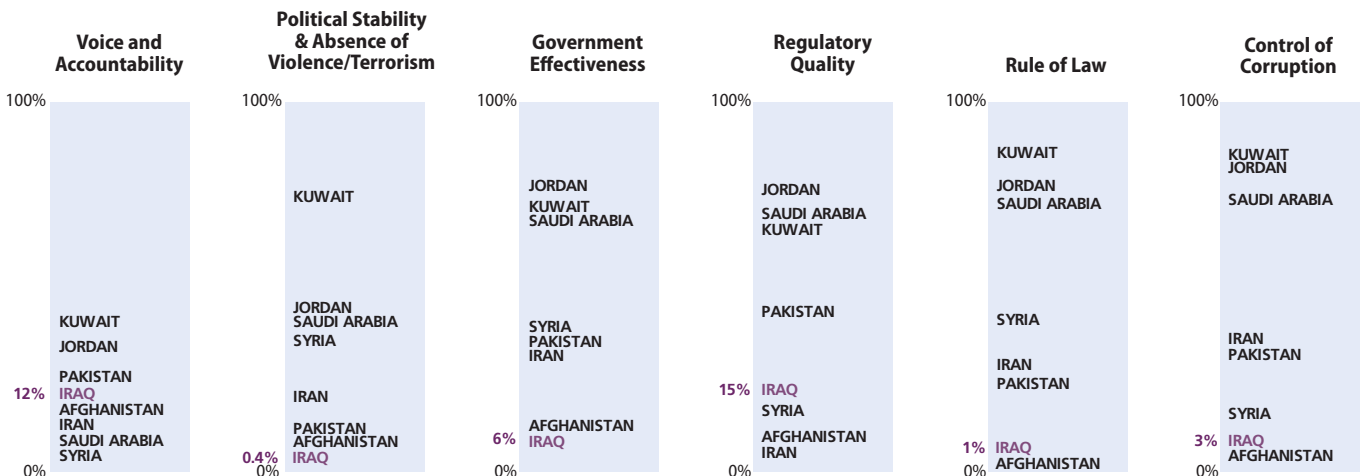 Voice and
Accountability
100%
KUWAIT
JORDAN
PAKISTAN
12% IRAQ
AFGHANISTAN
IRAN
SAUDI ARABIA
SYRIA
0%
Political Stability
& Absence of
Violence/Terrorism
100%
KUWAIT
JORDAN
SAUDI ARABIA
SYRIA
IRAN
PAKISTAN
AFGHANISTAN
0.4% IRAQ
0%
Government
Effectiveness
100%
JORDAN
KUWAIT
SAUDI ARABIA
SYRIA
PAKISTAN
IRAN
AFGHANISTAN
6% IRAQ
0%
Regulatory
Quality
100%
JORDAN
SAUDI ARABIA
KUWAIT
PAKISTAN
15% IRAQ
SYRIA
AFGHANISTAN
IRAN
0%
Rule of Law
100%
KUWAIT
JORDAN
SAUDI ARABIA
SYRIA
IRAN
PAKISTAN
1% IRAQ
AFGHANISTAN
0%
Control of
Corruption
100%
KUWAIT
JORDAN
SAUDI ARABIA
IRAN
PAKISTAN
SYRIA
3% IRAQ
AFGHANISTAN
0%